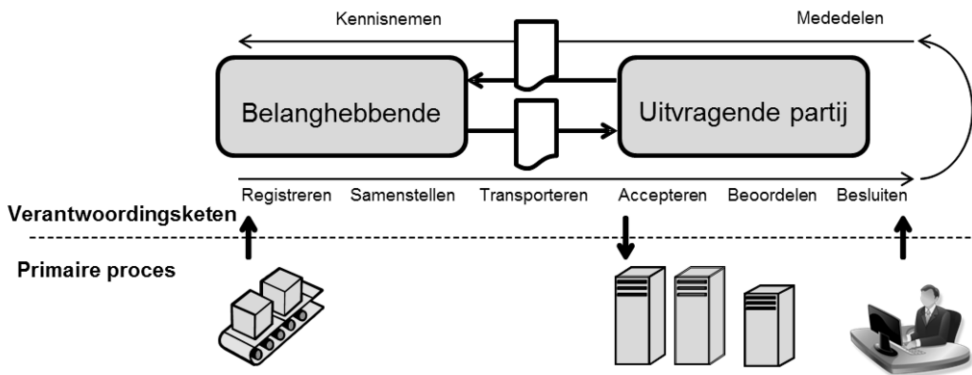 Kennisnemen Mededelen
Belanghebbende Uitvragende partij
Registreren Samenstellen Transporteren Accepteren Beoordelen Besluiten
Verantwoordingsketen
Primaire proces